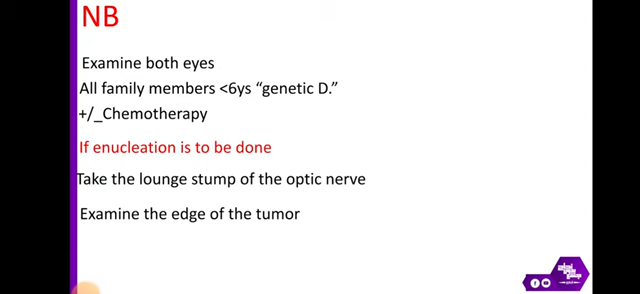 NB
Examine both eyes
All family members <6ys “genetic D.”
+/_Chemotherapy
If enucleation is to be done
Take the lounge stump of the optic nerve
Examine the edge of the tumor